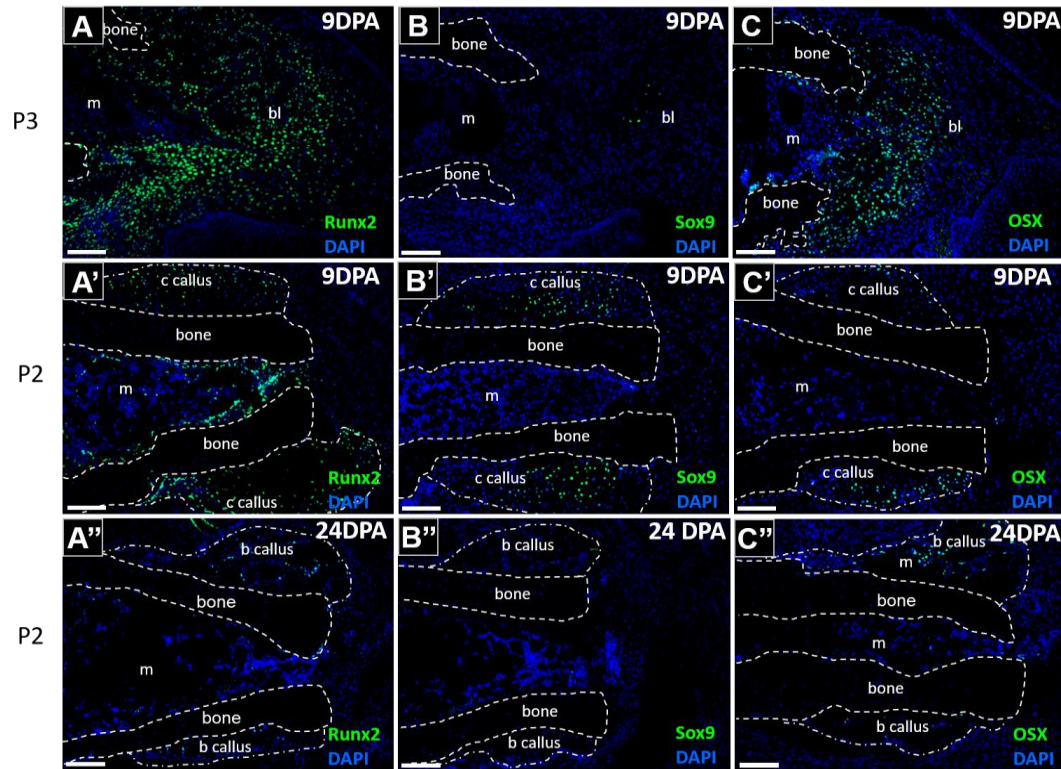 A
9DPA
bone
m
bl
Runx2
DAPI
B
9DPA
bone
m
bl
bone
Sox9
DAPI
C
9DPA
bone
m
bl
bone
OSX
DAPI
P3
A'
9DPA
c callus
bone
m
bone
c callus
Runx2
DAPI
B'
9DPA
c callus
bone
m
bone
c callus
Sox9
DAPI
C'
9DPA
c callus
bone
m
bone
c callus
OSX
DAPI
P2
A"
24DPA
b callus
bone
m
bone
b callus
Runx2
DAPI
B"
24 DPA
b callus
bone
bone
b callus
Sox9
DAPI
C"
24DPA
b callus
m
bone
m
bone
b callus
OSX
DAPI
P2